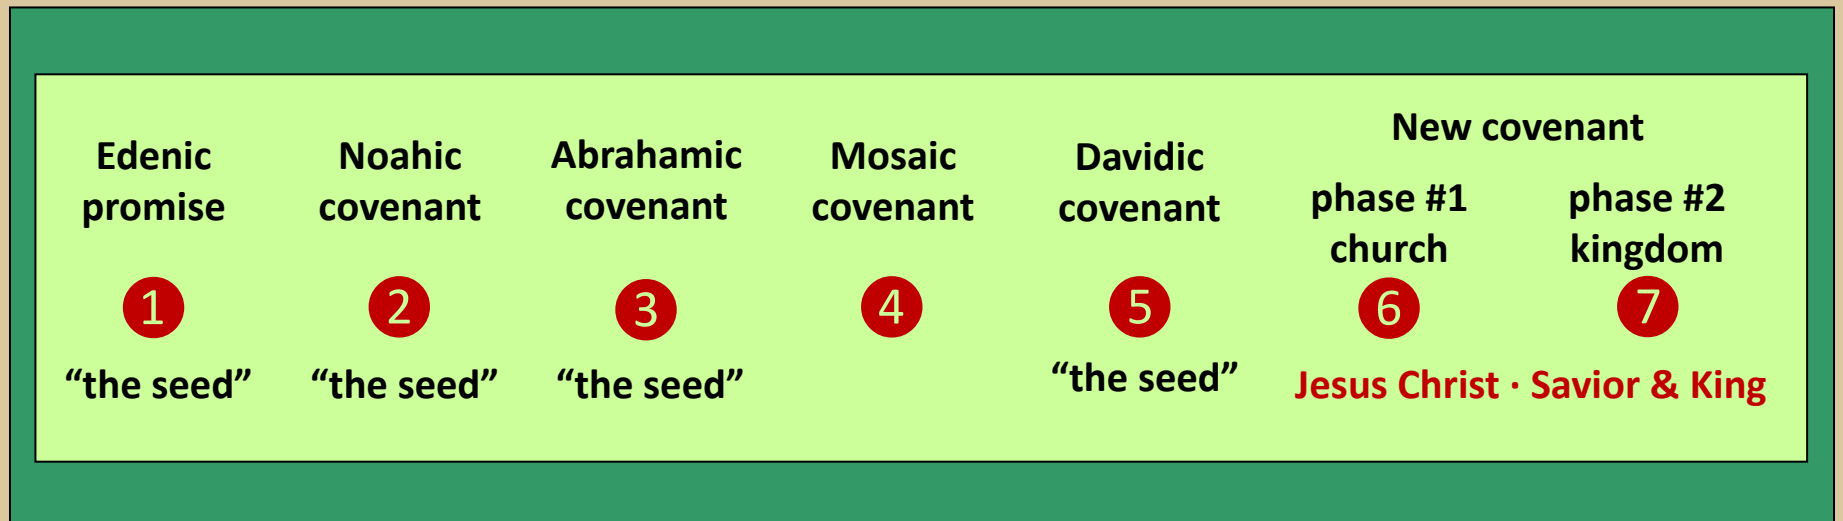 Edenic
promise
1
“the seed”
Noahic
covenant
2
“the seed”
Abrahamic
covenant
3
“the seed”
Mosaic
covenant
4
Davidic
covenant
5
“the seed”
New covenant
phase #1
church
6
phase #2
kingdom
7
Jesus Christ · Savior & King